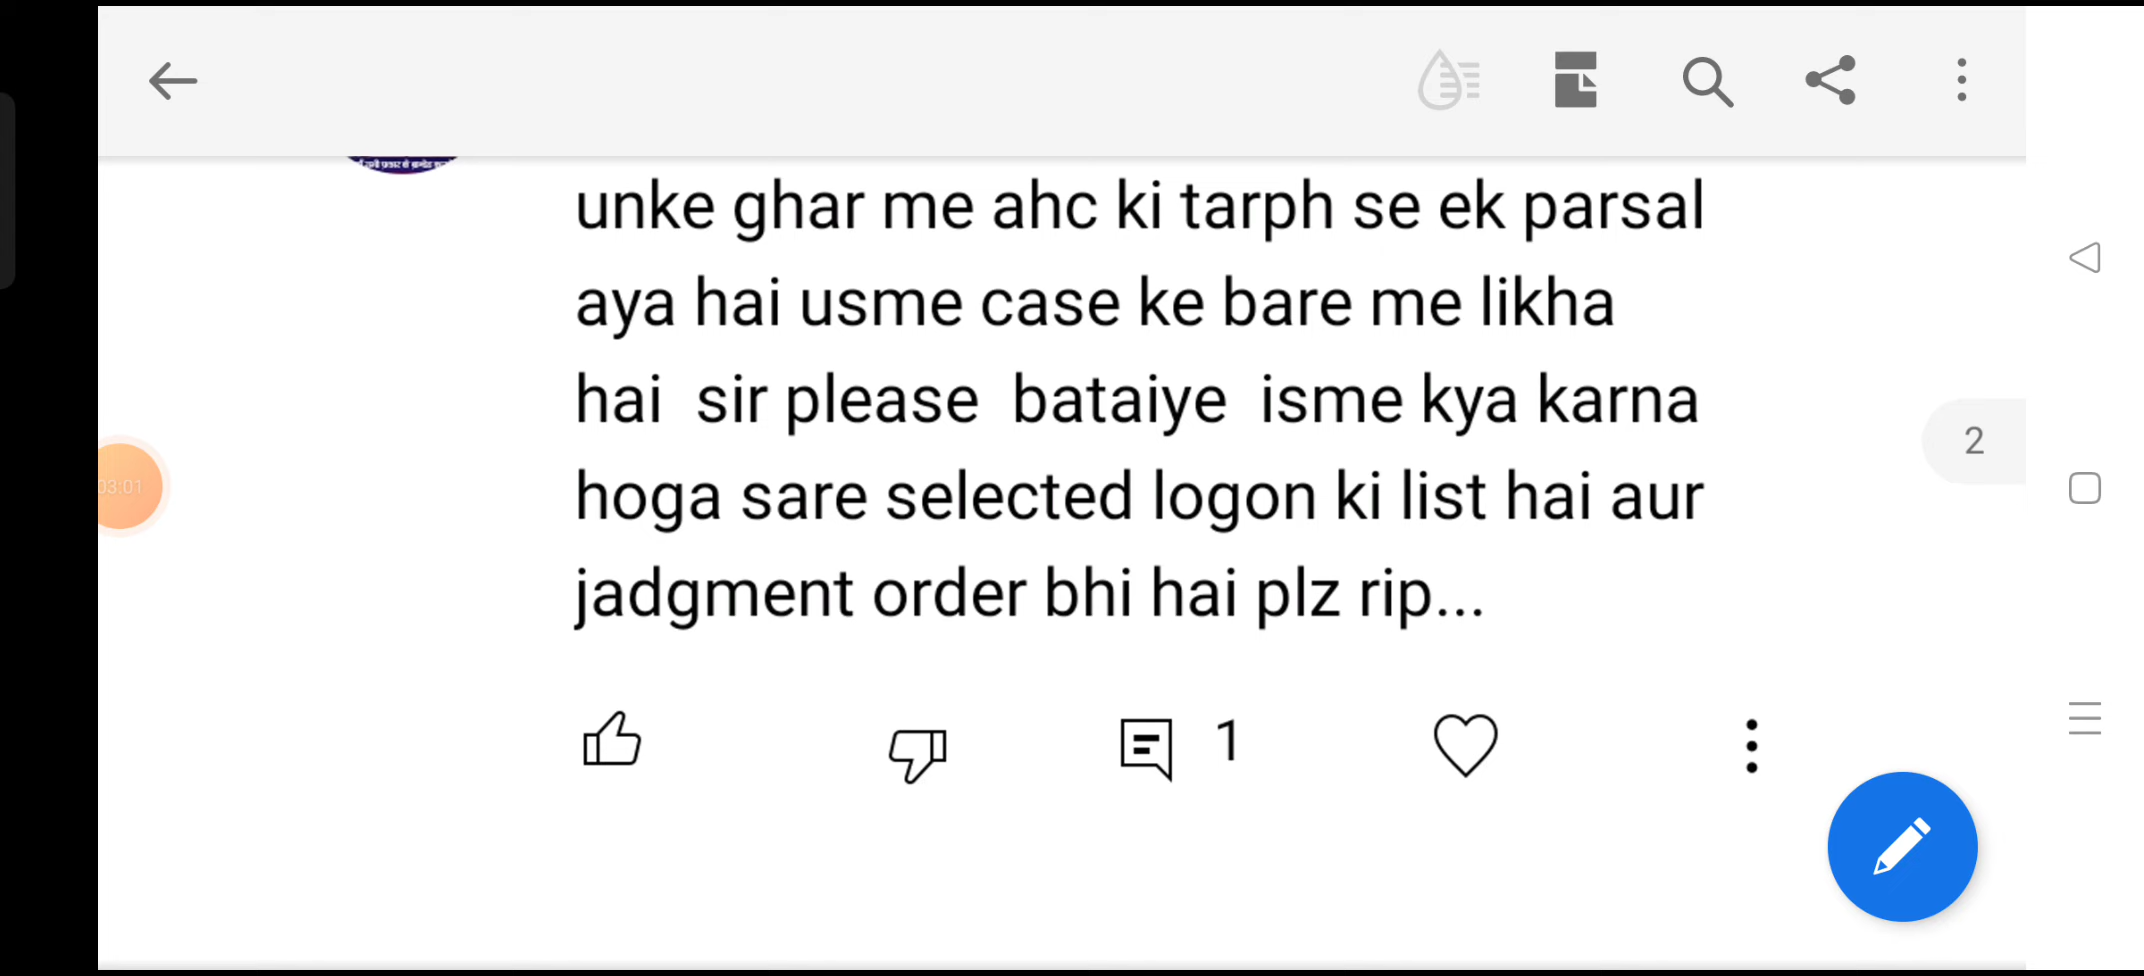 unke ghar me ahc ki tarph se ek parsal
aya hai usme case ke bare me likha
hai sir please bataiye isme kya karna
hoga sare selected logon ki list hai aur
jadgment order bhi hai plz rip...
1
2
03:01